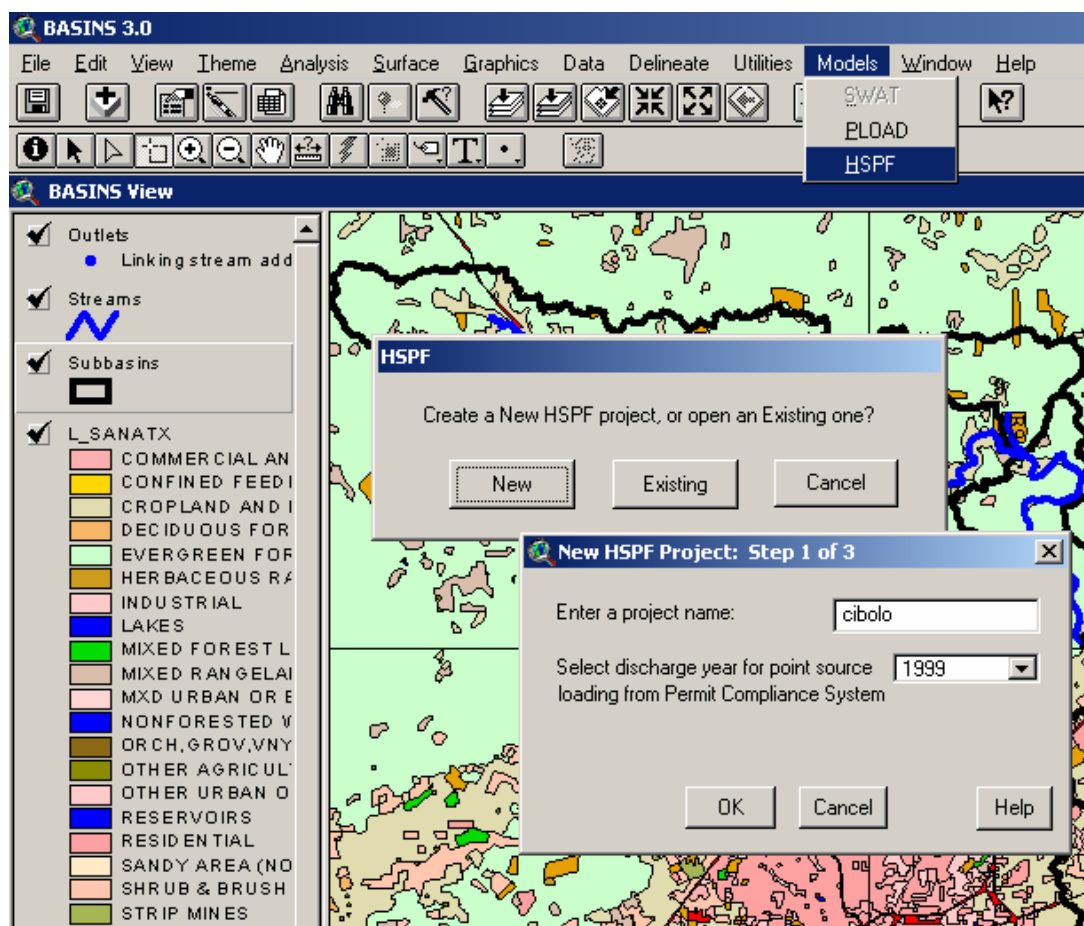 BASINS 3.0
File Edit View Theme Analysis Surface Graphics Data Delineate Utilities Models Window Help
SWAT
PLOAD
HSPF
BASINS View
Outlets
Linking stream add
Streams
Subbasins
L_SANATX
COMMERCIAL AN
CONFINED FEEDI
CROPLAND AND
DECIDUOUS FOR
EVERGREEN FOR
HERBACEOUS
INDUSTRIAL
LAKES
MIXED FOREST L
MIXED RANGELA
MXD URBAN OR
NONFORESTED
ORCH,GROV,VNY
OTHER AGRICUL
OTHER URBAN O
RESERVOIRS
RESIDENTIAL
SANDY AREA (NO
SHRUB & BRUSH
STRIP MINES
HSPF
Create a New HSPF project, or open an Existing one?
New Existing Cancel
New HSPF Project: Step 1 of 3
Enter a project name: cibolo
Select discharge year for point source 1999
loading from Permit Compliance System
OK Cancel Help